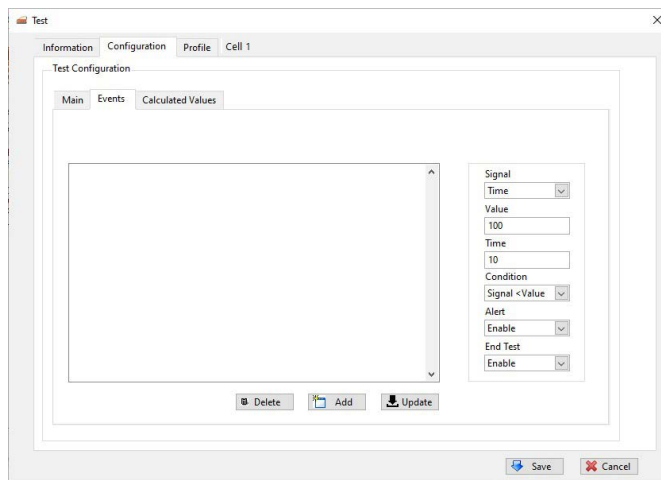 Test
Information Configuration Profile Cell 1
Test Configuration
Main Events Calculated Values
Signal
Time
Value
100
Time
10
Condition
Signal <Value
Alert
Enable
End Test
Enable
Delete Add Update
Save Cancel